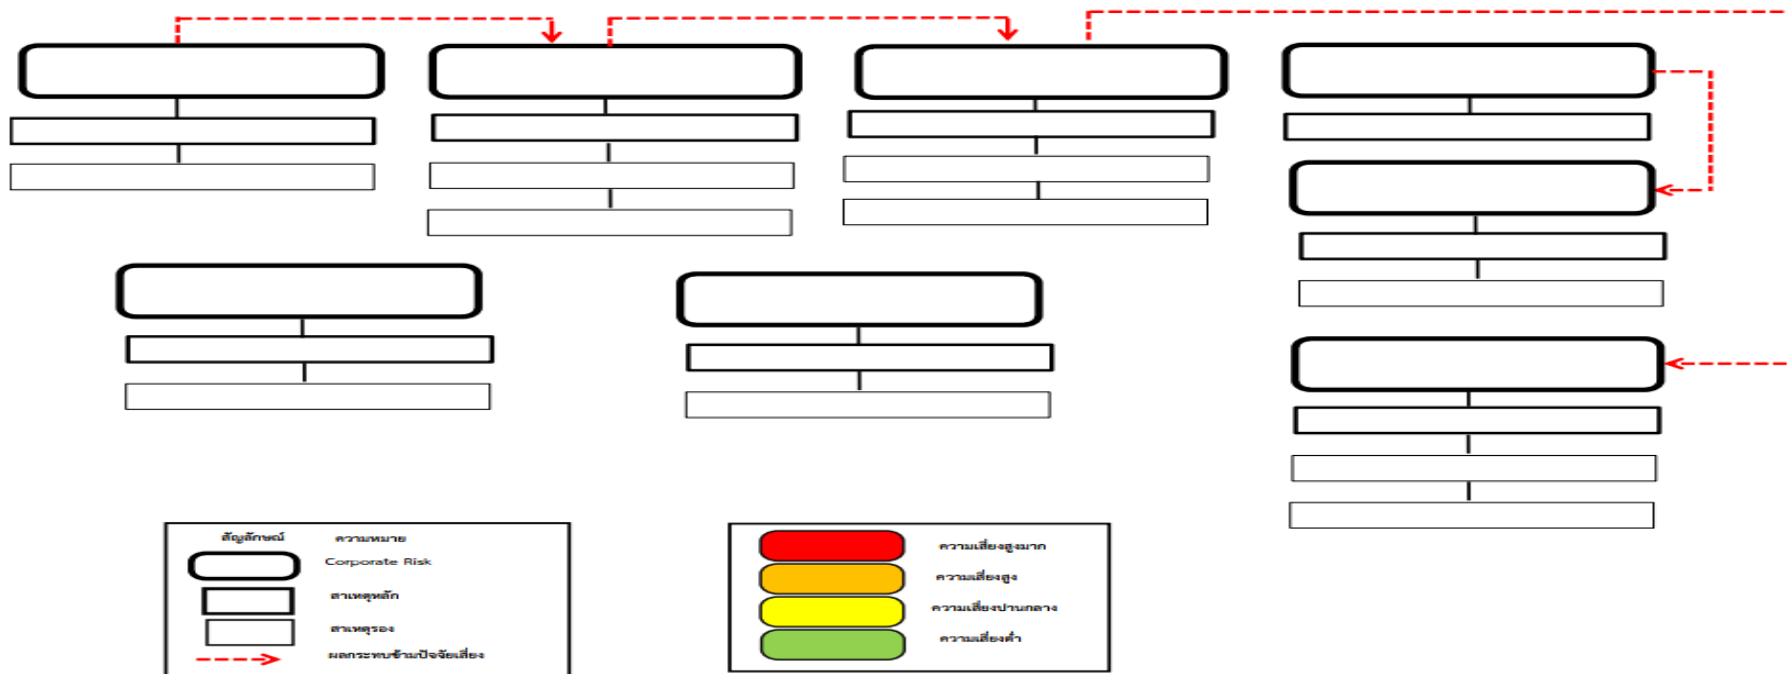 สัญลักษณ์ ความหมาย
Corporate Risk
สาเหตุหลัก
สาเหตุรอง
ผลกระทบข้ามปัจจัยเสี่ยง
ความเสี่ยงสูงมาก
ความเสี่ยงสูง
ความเสี่ยงปานกลาง
ความเสี่ยงต่ำ